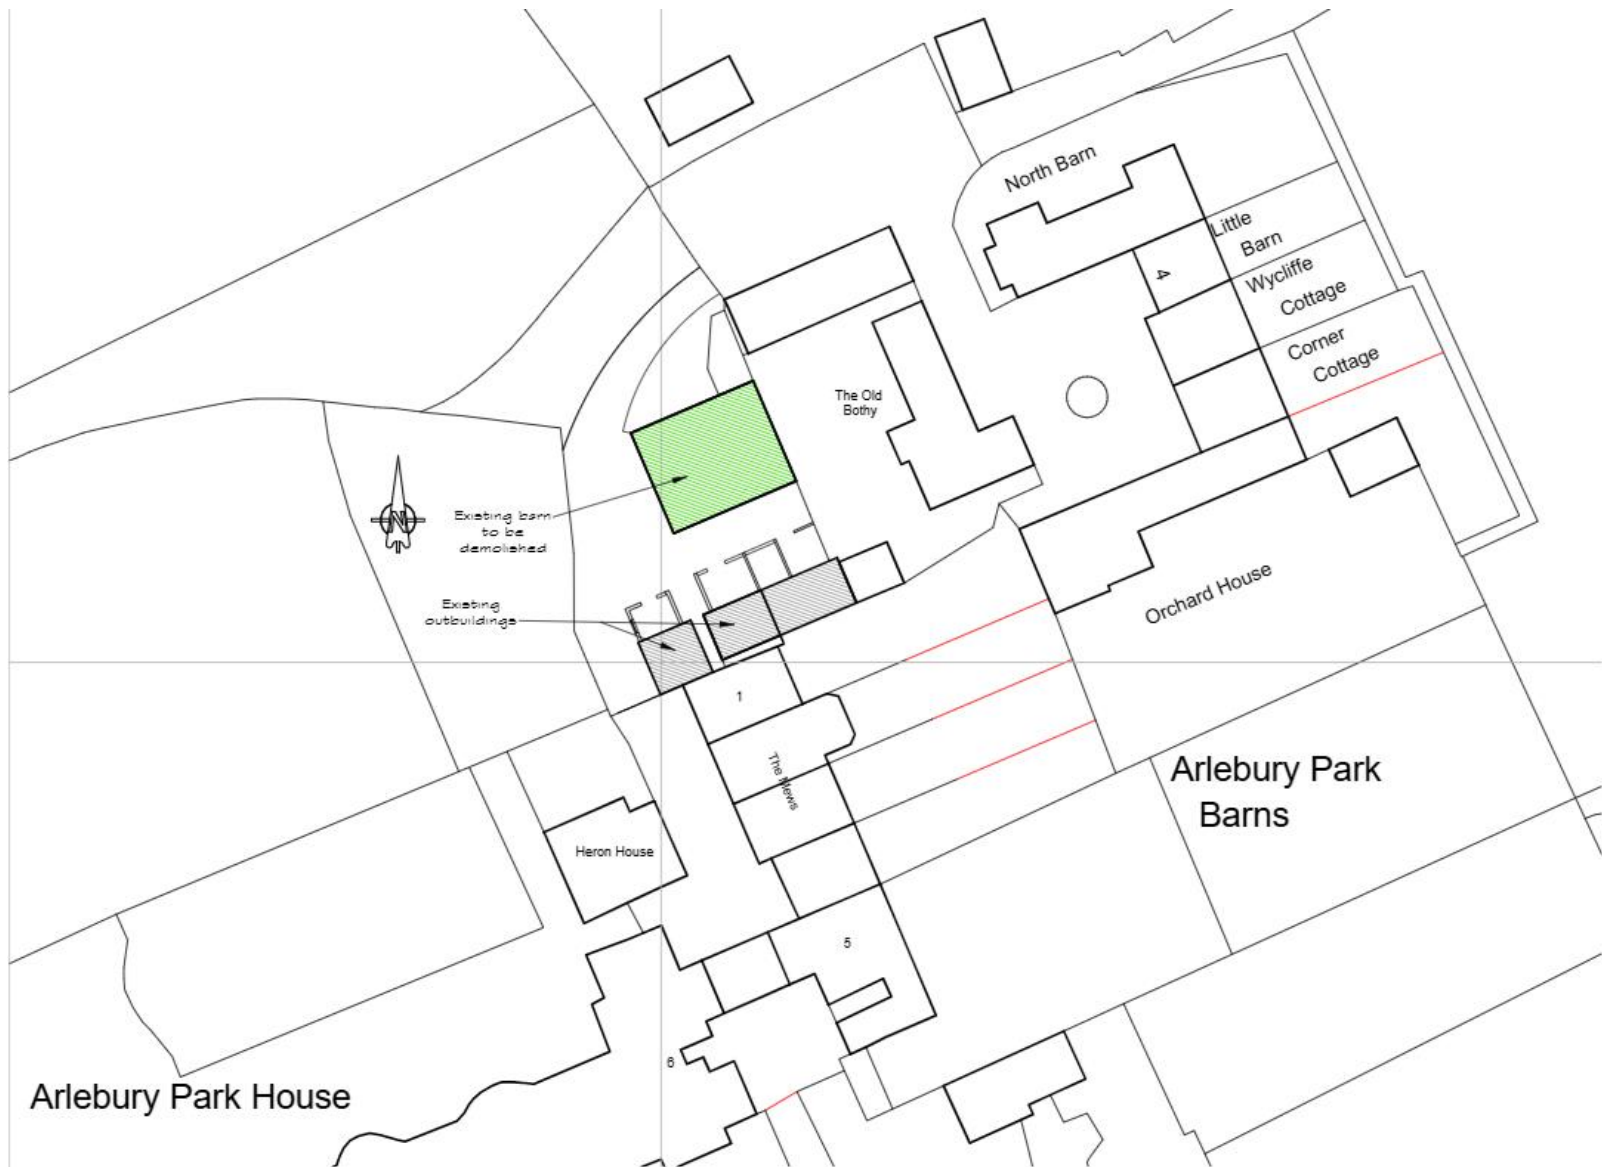 North Barn
Little
Barn
4
Wycliffe
Cottage
Corner
Cottage
The Old
Bothy
N
Existing barn
to be
demolished
Existing
outbuildings
Orchard House
1
The Mews
Arlebury Park
Barns
Heron House
5
6
Arlebury Park House